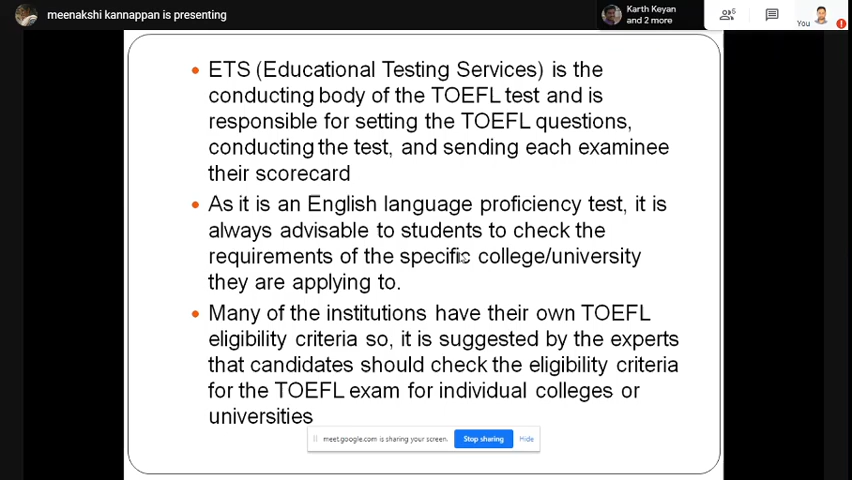 meenakshi kannappan is presenting
Karth Keyan
and 2 more
6
You
• ETS (Educational Testing Services) is the
conducting body of the TOEFL test and is
responsible for setting the TOEFL questions,
conducting the test, and sending each examinee
their scorecard
• As it is an English language proficiency test, it is
always advisable to students to check the
requirements of the specific college/university
they are applying to.
• Many of the institutions have their own TOEFL
eligibility criteria so, it is suggested by the experts
that candidates should check the eligibility criteria
for the TOEFL exam for individual colleges or
universities
meet.google.com is sharing your screen. Stop sharing Hide